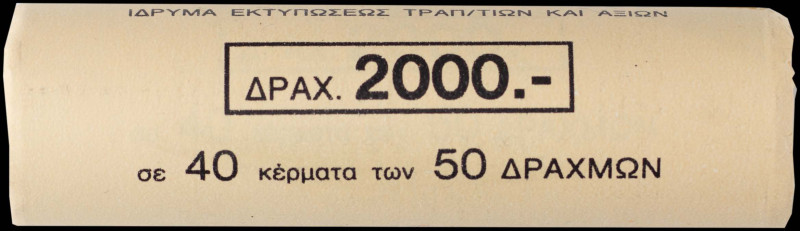 ΙΔΡΥΜΑ ΕΚΤΥΠΩΣΕΩΣ ΤΡΑΠ/ΤΙΩΝ ΚΑΙ ΑΞΙΩΝ
ΔΡΑΧ. 2000.-
σε 40 κέρματα των 50 ΔΡΑΧΜΩΝ